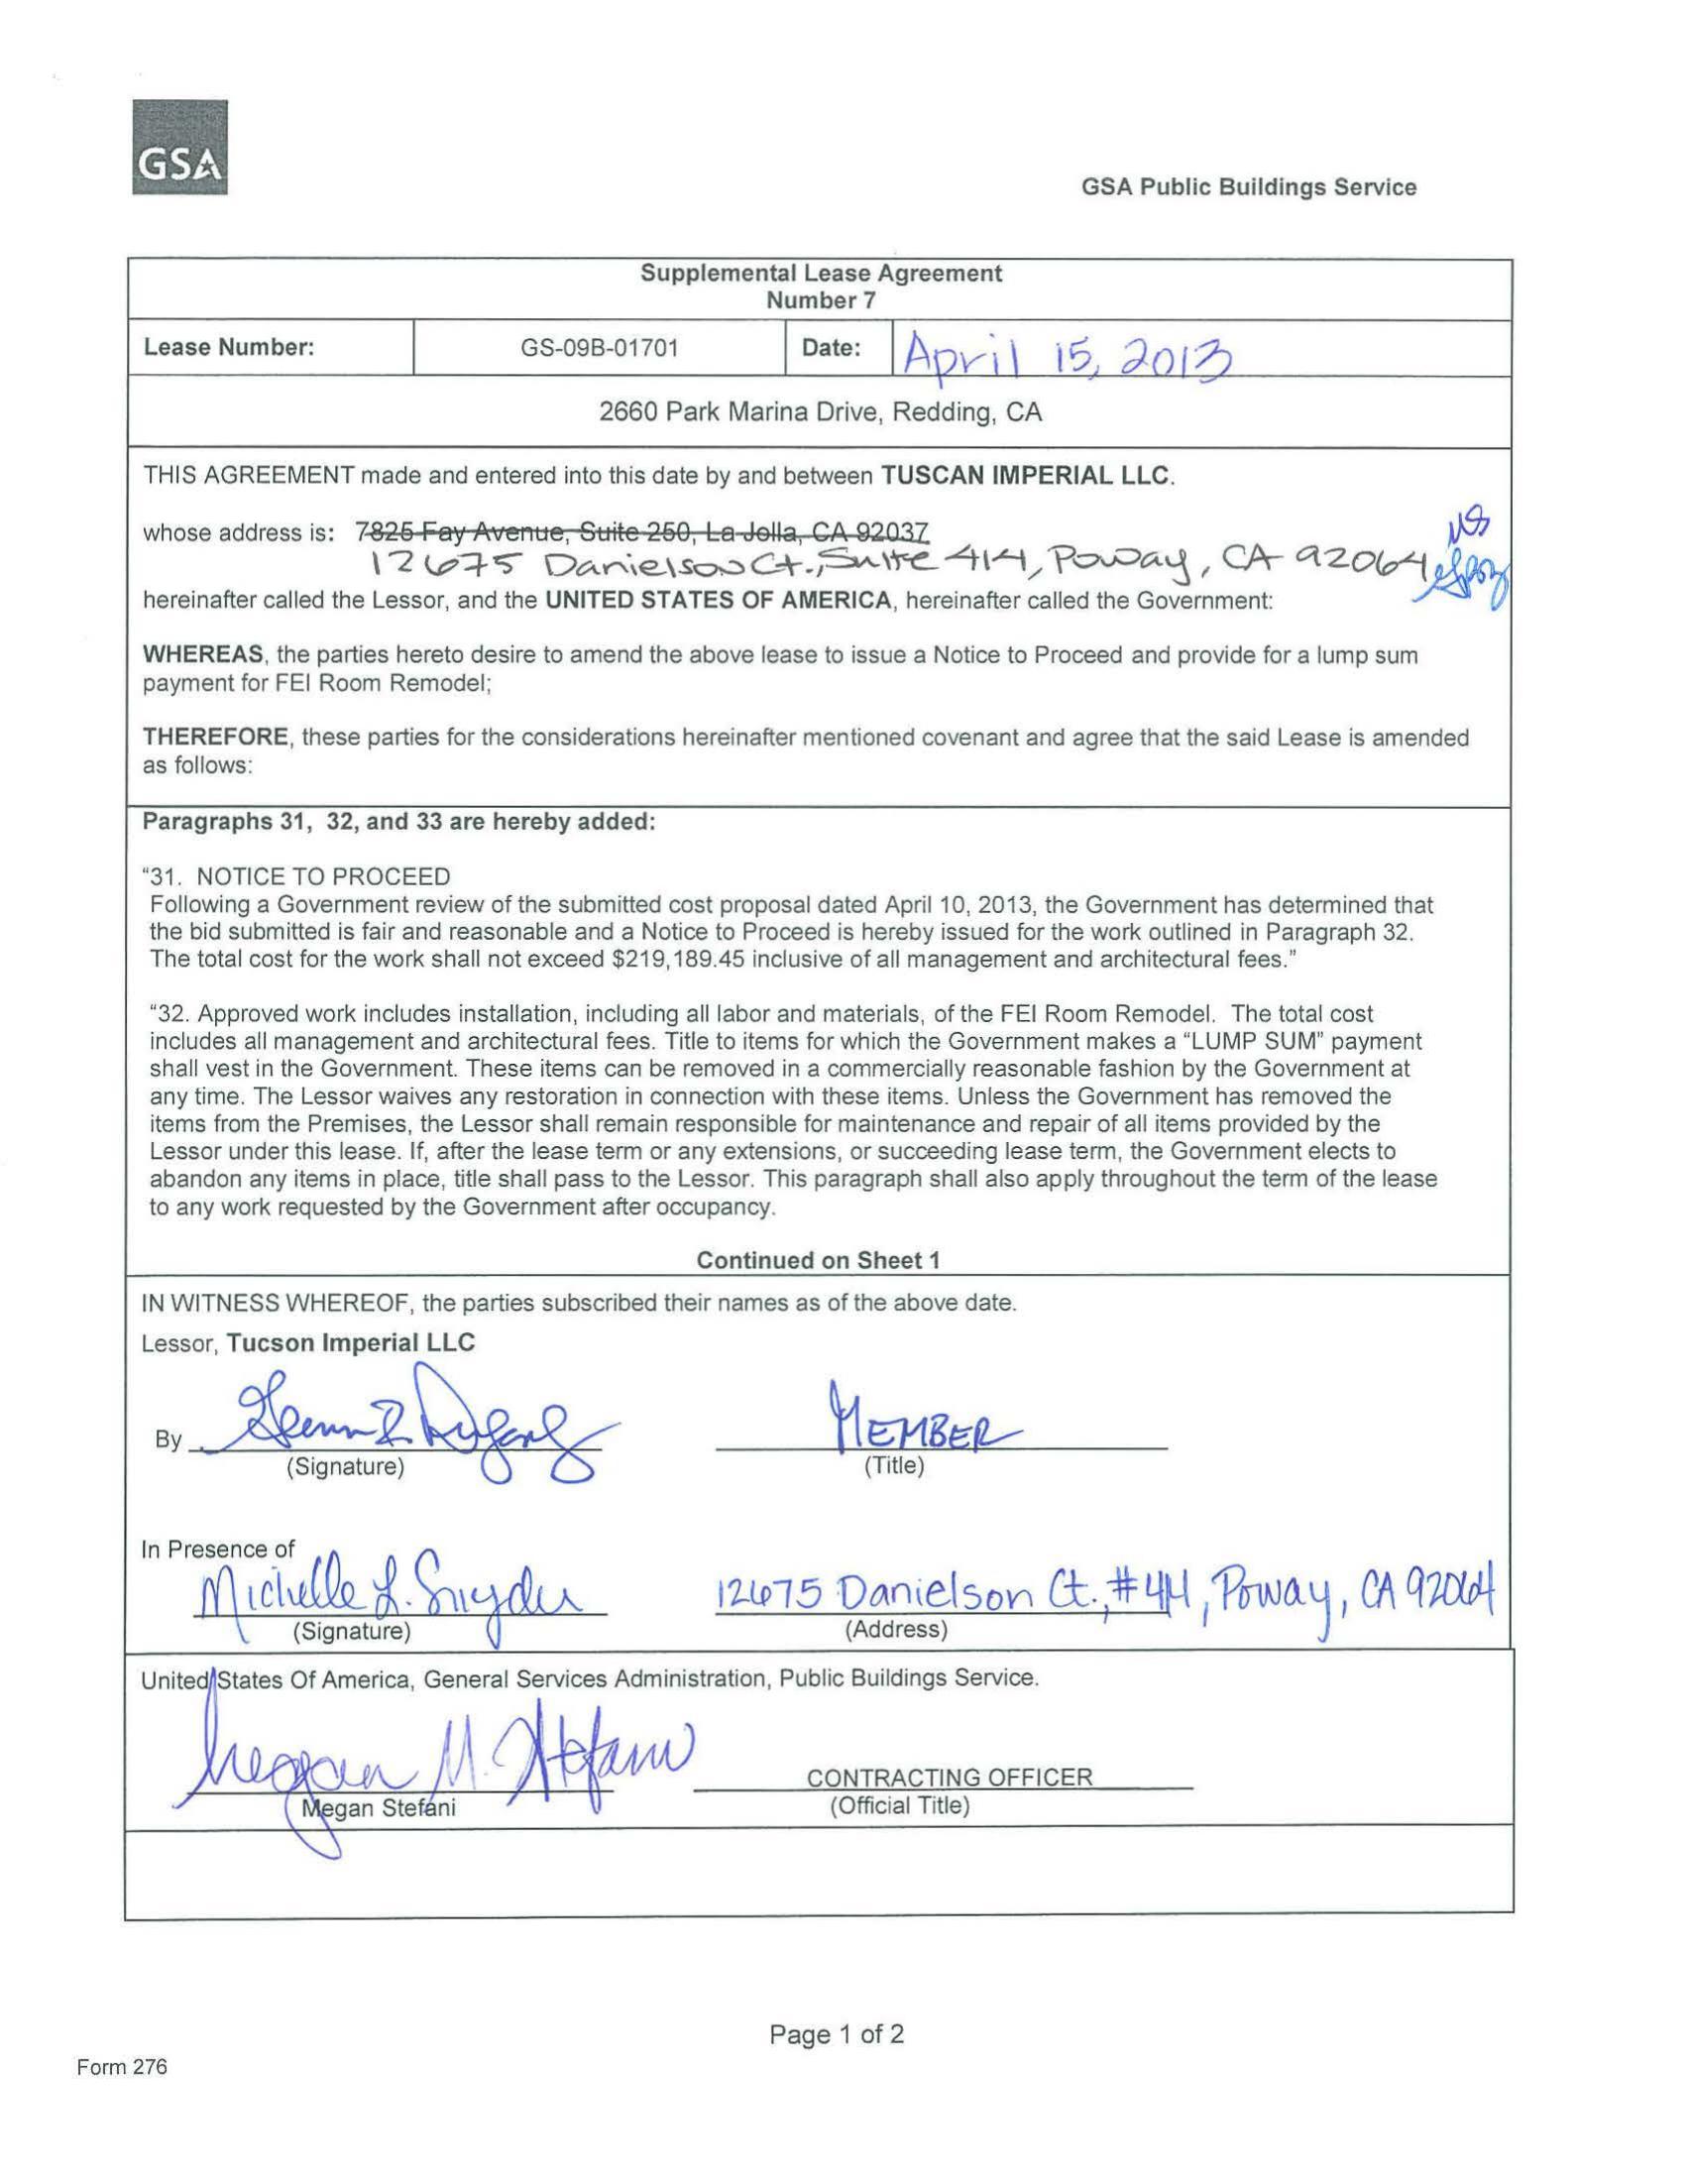 GSA
GSA Public Buildings Service
Supplemental Lease Agreement
Number 7
Lease Number:
GS-09B-01701
Date:
April 15, 2013
2660 Park Marina Drive, Redding, CA
THIS AGREEMENT made and entered into this date by and between TUSCAN IMPERIAL LLC.
whose address is: 7825 Fay Avenue, Suite 250, La Jolla, CA 92037
12675 Danielson Ct., Suite 414, Poway, CA 92064
hereinafter called the Lessor, and the UNITED STATES OF AMERICA, hereinafter called the Government:
WHEREAS, the parties hereto desire to amend the above lease to issue a Notice to Proceed and provide for a lump sum
payment for FEI Room Remodel;
THEREFORE, these parties for the considerations hereinafter mentioned covenant and agree that the said Lease is amended
as follows:
Paragraphs 31, 32, and 33 are hereby added:
"31. NOTICE TO PROCEED
Following a Government review of the submitted cost proposal dated April 10, 2013, the Government has determined that
the bid submitted is fair and reasonable and a Notice to Proceed is hereby issued for the work outlined in Paragraph 32.
The total cost for the work shall not exceed $219,189.45 inclusive of all management and architectural fees."
"32. Approved work includes installation, including all labor and materials, of the FEI Room Remodel. The total cost
includes all management and architectural fees. Title to items for which the Government makes a "LUMP SUM" payment
shall vest in the Government. These items can be removed in a commercially reasonable fashion by the Government at
any time. The Lessor waives any restoration in connection with these items. Unless the Government has removed the
items from the Premises, the Lessor shall remain responsible for maintenance and repair of all items provided by the
Lessor under this lease. If, after the lease term or any extensions, or succeeding lease term, the Government elects to
abandon any items in place, title shall pass to the Lessor. This paragraph shall also apply throughout the term of the lease
to any work requested by the Government after occupancy.
Continued on Sheet 1
IN WITNESS WHEREOF, the parties subscribed their names as of the above date.
Lessor, Tucson Imperial LLC
By
MEMBER
(Signature)
(Title)
In Presence of
Michelle L. Snyder
12675 Danielson Ct., #414, Poway, CA 92064
(Signature)
(Address)
United States Of America, General Services Administration, Public Buildings Service.
Megan M. Stefani
CONTRACTING OFFICER
Megan Stefani
(Official Title)
Page 1 of 2
Form 276